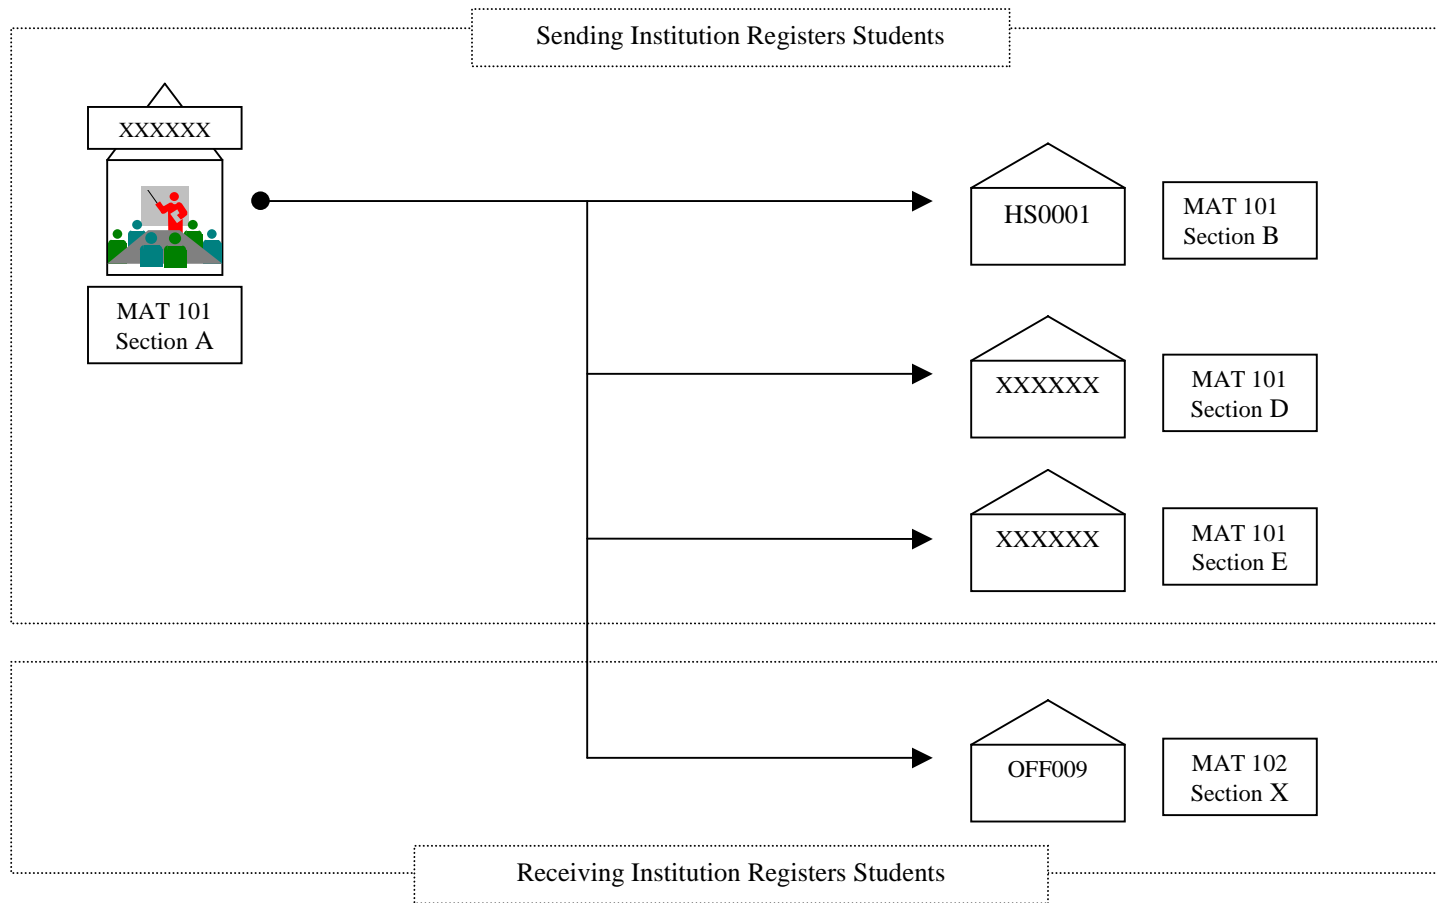 Sending Institution Registers Students
XXXXXX
MAT 101
Section A
HS0001
MAT 101
Section B
XXXXXX
MAT 101
Section D
XXXXXX
MAT 101
Section E
OFF009
MAT 102
Section X
Receiving Institution Registers Students